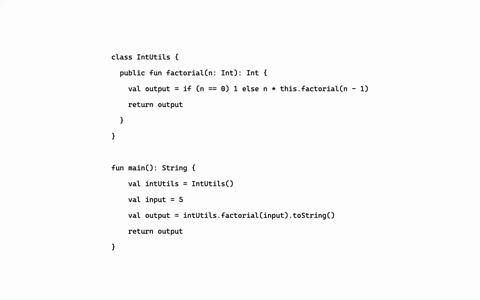 class IntUtils {
  public fun factorial(n: Int): Int {
    val output = if (n == 0) 1 else n * this.factorial(n - 1)
    return output
  }
}

fun main(): String {
    val intUtils = IntUtils()
    val input = 5
    val output = intUtils.factorial(input).toString()
    return output
}